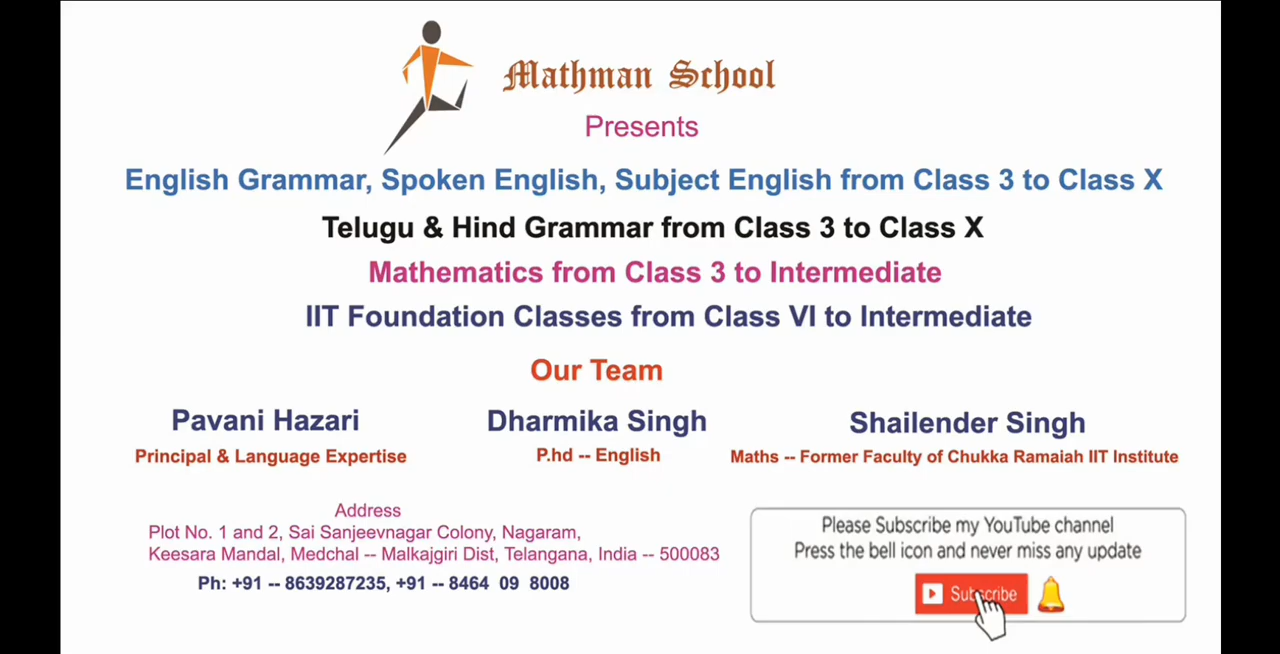 Mathman School
Presents
English Grammar, Spoken English, Subject English from Class 3 to Class X
Telugu & Hind Grammar from Class 3 to Class X
Mathematics from Class 3 to Intermediate
IIT Foundation Classes from Class VI to Intermediate
Our Team
Pavani Hazari
Principal & Language Expertise
Dharmika Singh
P.hd -- English
Shailender Singh
Maths -- Former Faculty of Chukka Ramaiah IIT Institute
Address
Plot No. 1 and 2, Sai Sanjeevnagar Colony, Nagaram,
Keesara Mandal, Medchal -- Malkajgiri Dist, Telangana, India -- 500083
Ph: +91 -- 8639287235, +91 -- 8464 09 8008
Please Subscribe my YouTube channel
Press the bell icon and never miss any update
Subscribe